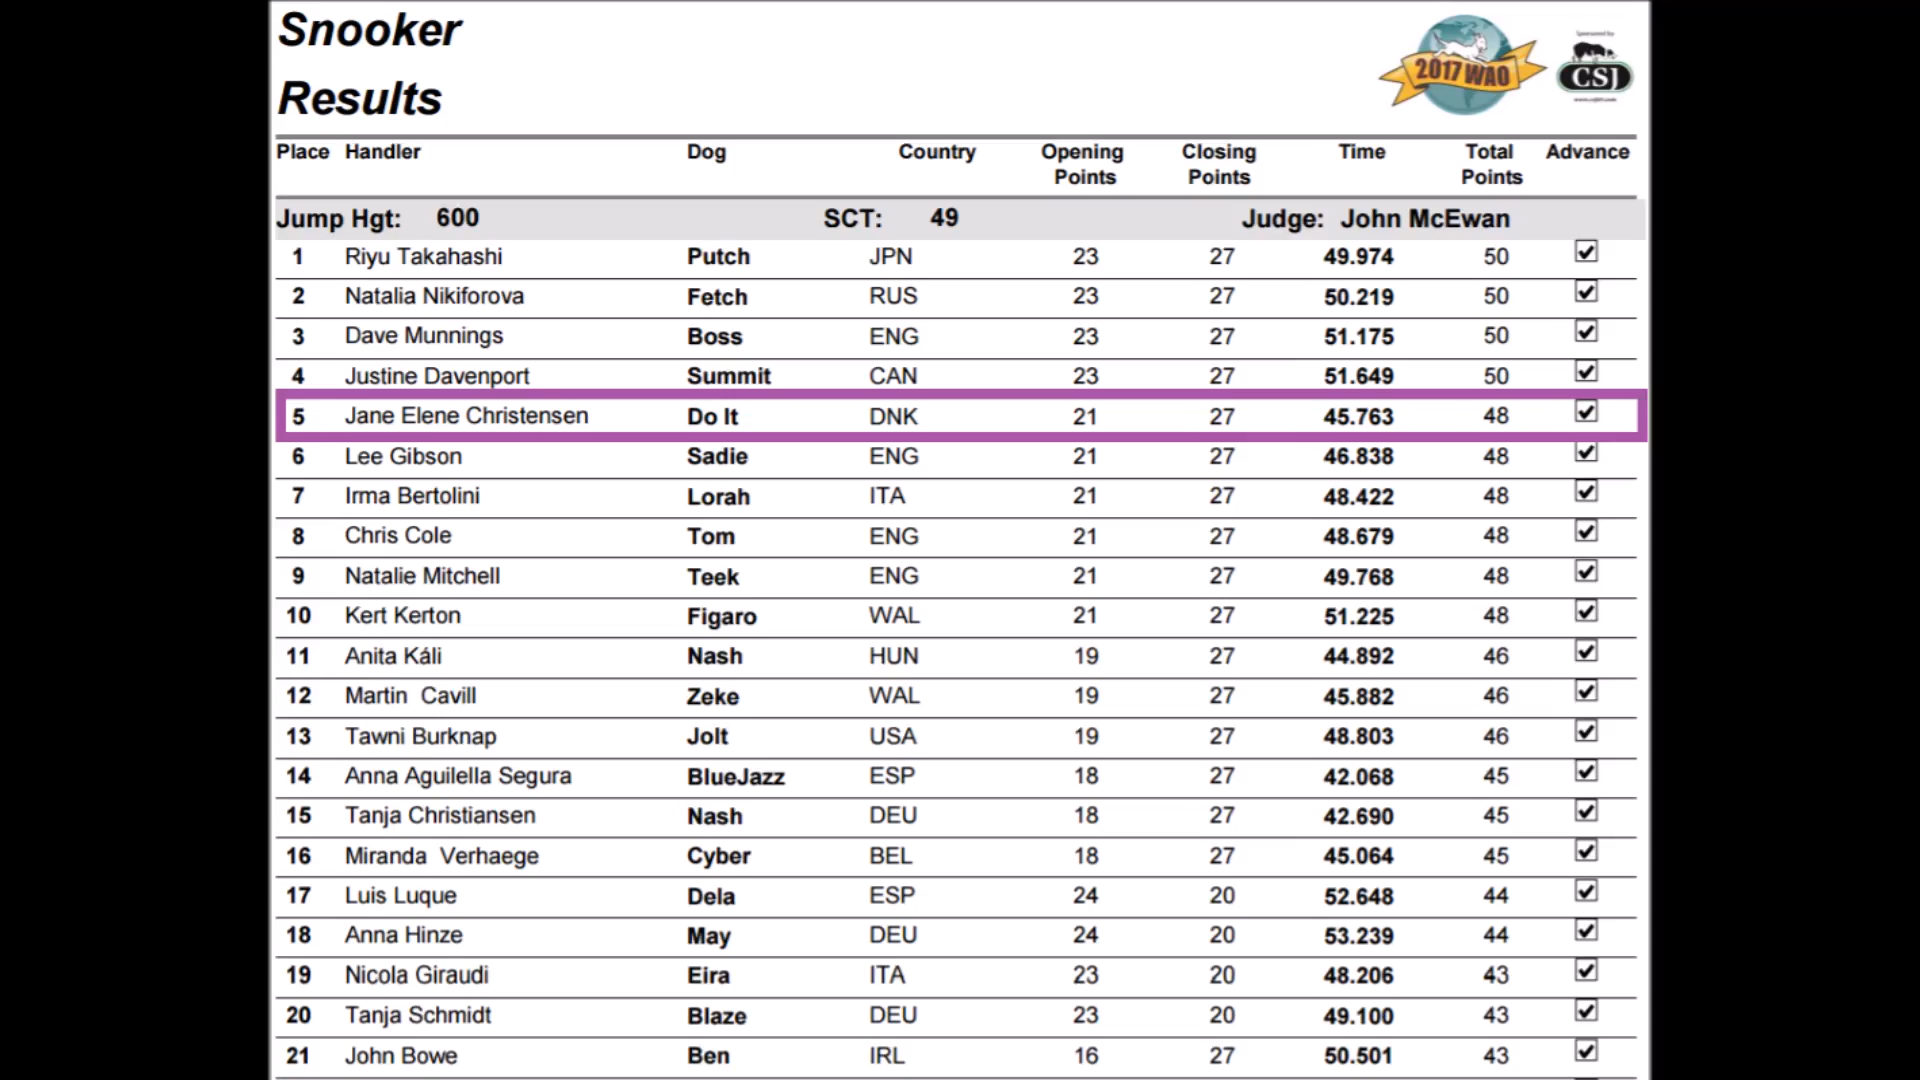 Snooker
Results
2017 WAO
Sponsored by
CSJ
Place Handler Dog Country Opening Points Closing Points Time Total Points Advance
Jump Hgt: 600 SCT: 49 Judge: John McEwan
1 Riyu Takahashi Putch JPN 23 27 49.974 50
2 Natalia Nikiforova Fetch RUS 23 27 50.219 50
3 Dave Munnings Boss ENG 23 27 51.175 50
4 Justine Davenport Summit CAN 23 27 51.649 50
5 Jane Elene Christensen Do It DNK 21 27 45.763 48
6 Lee Gibson Sadie ENG 21 27 46.838 48
7 Irma Bertolini Lorah ITA 21 27 48.422 48
8 Chris Cole Tom ENG 21 27 48.679 48
9 Natalie Mitchell Teek ENG 21 27 49.768 48
10 Kert Kerton Figaro WAL 21 27 51.225 48
11 Anita Káli Nash HUN 19 27 44.892 46
12 Martin Cavill Zeke WAL 19 27 45.882 46
13 Tawni Burknap Jolt USA 19 27 48.803 46
14 Anna Aguilella Segura BlueJazz ESP 18 27 42.068 45
15 Tanja Christiansen Nash DEU 18 27 42.690 45
16 Miranda Verhaege Cyber BEL 18 27 45.064 45
17 Luis Luque Dela ESP 24 20 52.648 44
18 Anna Hinze May DEU 24 20 53.239 44
19 Nicola Giraudi Eira ITA 23 20 48.206 43
20 Tanja Schmidt Blaze DEU 23 20 49.100 43
21 John Bowe Ben IRL 16 27 50.501 43